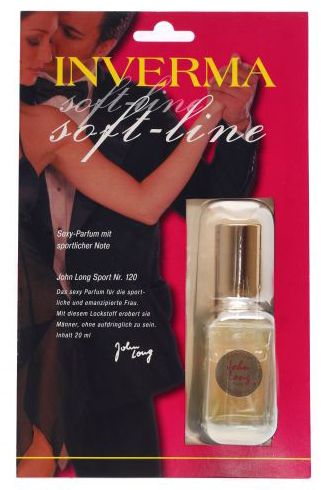 INVERMA
soft-line
soft-line
Sexy-Parfum mit
sportlicher Note
John Long Sport Nr. 120
Das sexy Parfum für die sport-
liche und emanzipierte Frau.
Mit diesem Lockstoff erobert sie
Männer, ohne aufdringlich zu sein.
Inhalt 20 ml
John
Long
John
Long